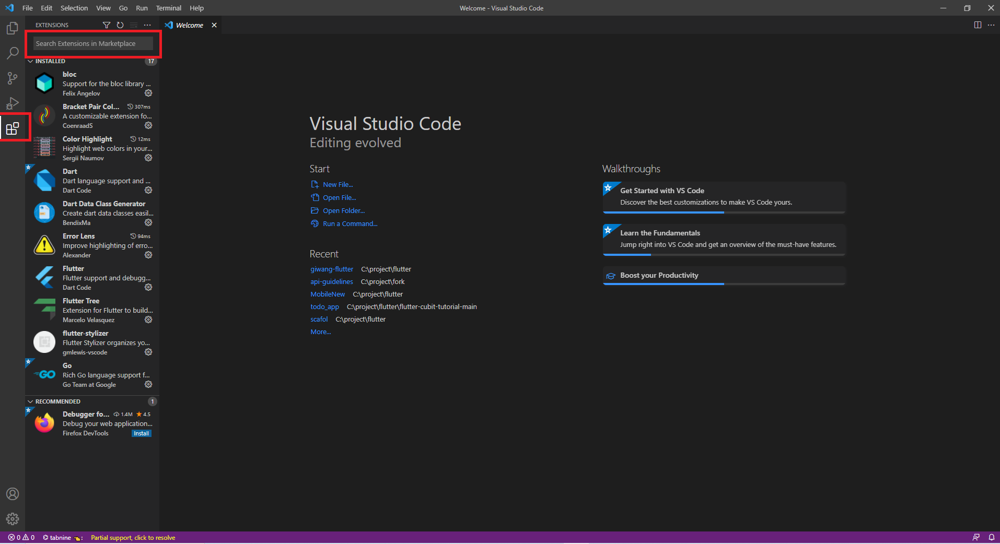 File Edit Selection View Go Run Terminal Help
Welcome - Visual Studio Code
EXTENSIONS
Welcome
Search Extensions in Marketplace
INSTALLED 17
bloc
Support for the bloc library ...
Felix Angelov
Bracket Pair Col... 307ms
A customizable extension fo...
CoenraadS
Color Highlight 12ms
Highlight web colors in your...
Sergii Naumov
Dart
Dart language support and ...
Dart Code
Dart Data Class Generator
Create dart data classes easil...
BendixMa
Error Lens 94ms
Improve highlighting of erro...
Alexander
Flutter
Flutter support and debugg...
Dart Code
Flutter Tree
Extension for Flutter to build...
Marcelo Velasquez
flutter-stylizer
Flutter Stylizer organizes yo...
gmlewis-vscode
GO
Go
Rich Go language support f...
Go Team at Google
RECOMMENDED 1
Debugger fo... 1.4M 4.5
Debug your web application...
Firefox DevTools Install
Visual Studio Code
Editing evolved
Start
New File...
Open File...
Open Folder...
Run a Command...
Recent
giwang-flutter C:\project\flutter
api-guidelines C:\project\fork
MobileNew C:\project\flutter
todo_app C:\project\flutter\flutter-cubit-tutorial-main
scafol C:\project\flutter
More...
Walkthroughs
Get Started with VS Code
Discover the best customizations to make VS Code yours.
Learn the Fundamentals
Jump right into VS Code and get an overview of the must-have features.
Boost your Productivity
0 0 tabnine : Partial support, click to resolve